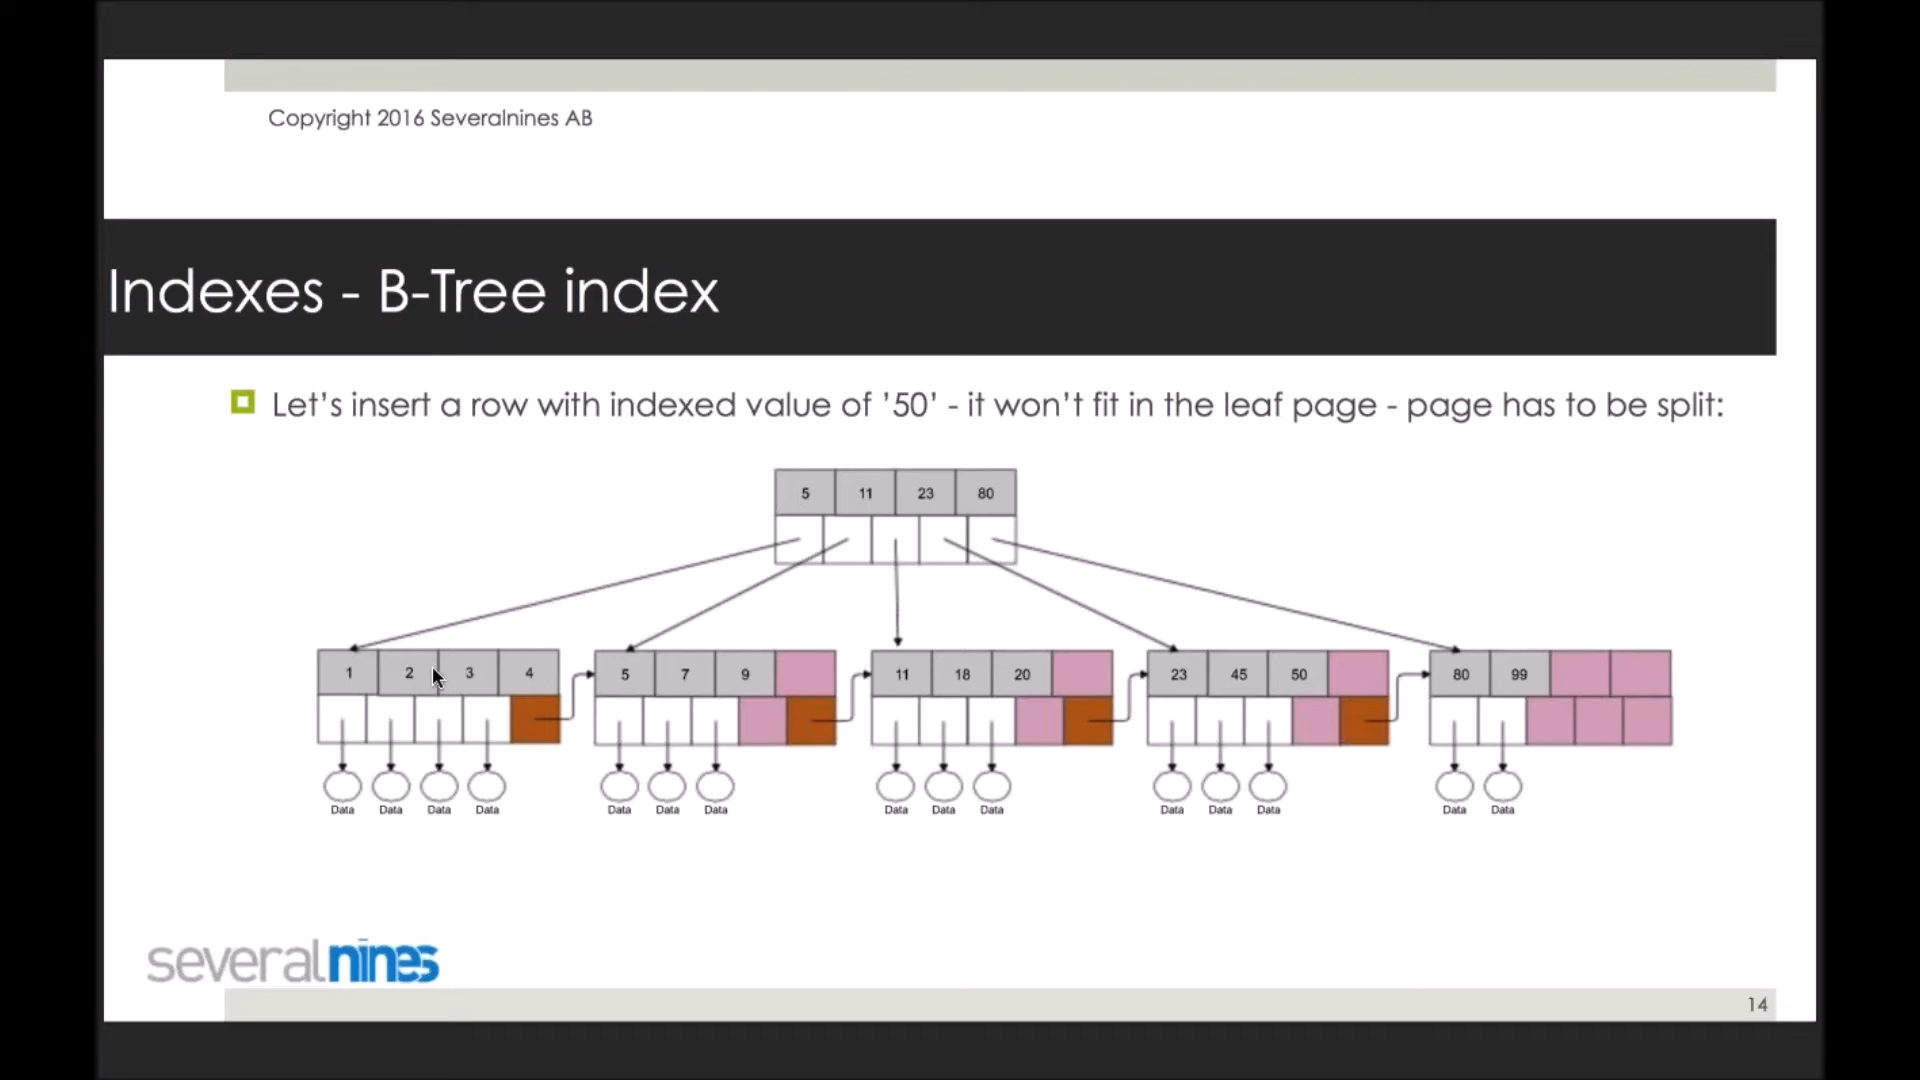 Copyright 2016 Severalnines AB
Indexes - B-Tree index
Let's insert a row with indexed value of '50' - it won't fit in the leaf page - page has to be split:
5 11 23 80
1 2 3 4 5 7 9 11 18 20 23 45 50 80 99
Data Data Data Data Data Data Data Data Data Data Data Data Data Data Data
severalnines
14